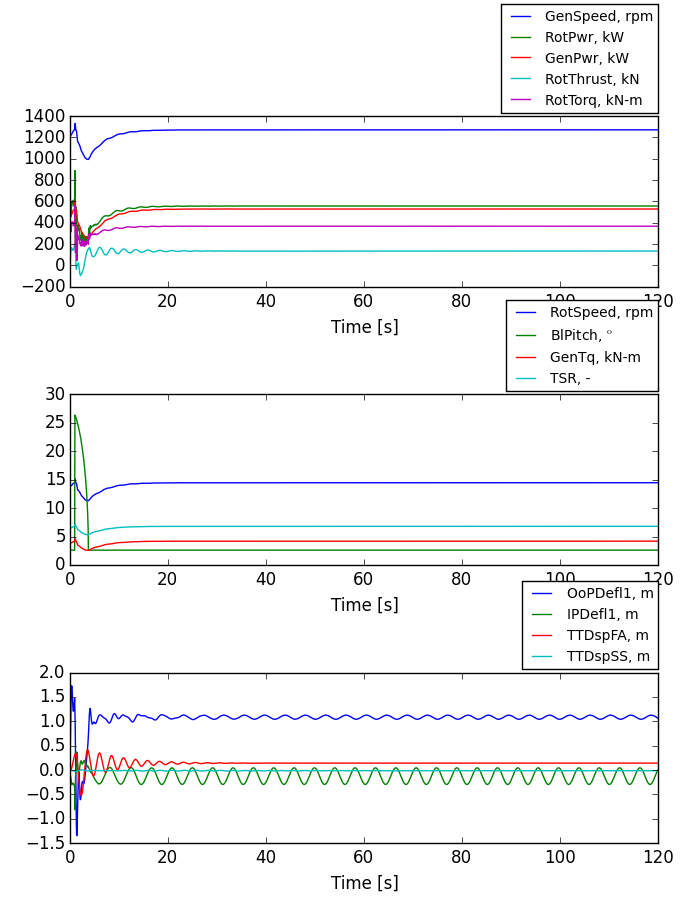 GenSpeed, rpm
RotPwr, kW
GenPwr, kW
RotThrust, kN
RotTorq, kN-m
1400
1200
1000
800
600
400
200
0
−200
0 20 40 60 80 100 120
Time [s]
RotSpeed, rpm
BlPitch, °
GenTq, kN-m
TSR, -
30
25
20
15
10
5
0
0 20 40 60 80 100 120
Time [s]
OoPDefl1, m
IPDefl1, m
TTDspFA, m
TTDspSS, m
2.0
1.5
1.0
0.5
0.0
−0.5
−1.0
−1.5
0 20 40 60 80 100 120
Time [s]